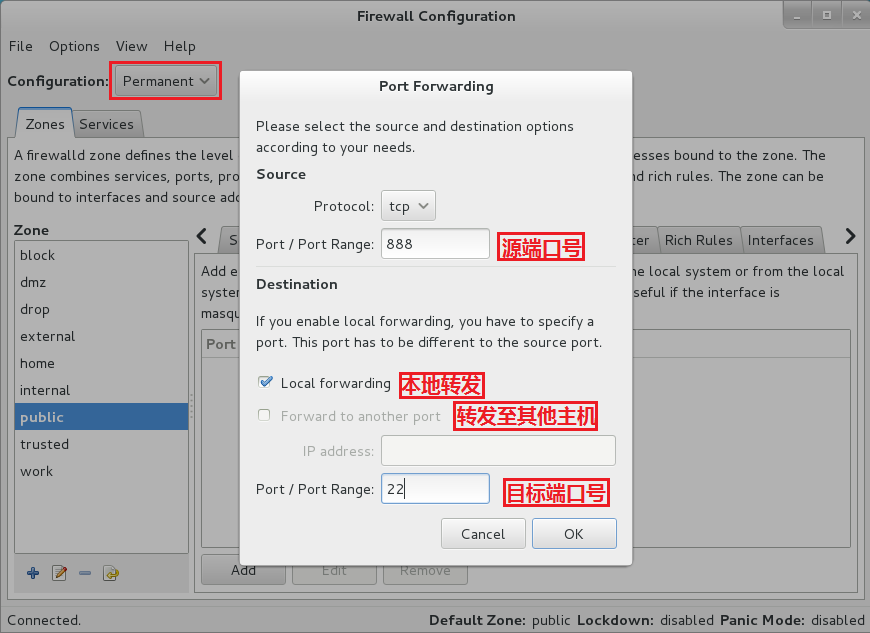 Firewall Configuration
File Options View Help
Configuration: Permanent
Zones Services
A firewalld zone defines the level
zone combines services, ports,
bound to interfaces and source
esses bound to the zone. The
rich rules. The zone can be
Zone
block
dmz
drop
external
home
internal
public
trusted
work
Rich Rules Interfaces
Add
he local system or from the local
seful if the interface is
Port
Add Edit Remove
Port Forwarding
Please select the source and destination options
according to your needs.
Source
Protocol: tcp
Port / Port Range: 888 源端口号
Destination
If you enable local forwarding, you have to specify a
port. This port has to be different to the source port.
Local forwarding 本地转发
Forward to another port 转发至其他主机
IP address:
Port / Port Range: 22 目标端口号
Cancel OK
Connected.
Default Zone: public Lockdown: disabled Panic Mode: disabled